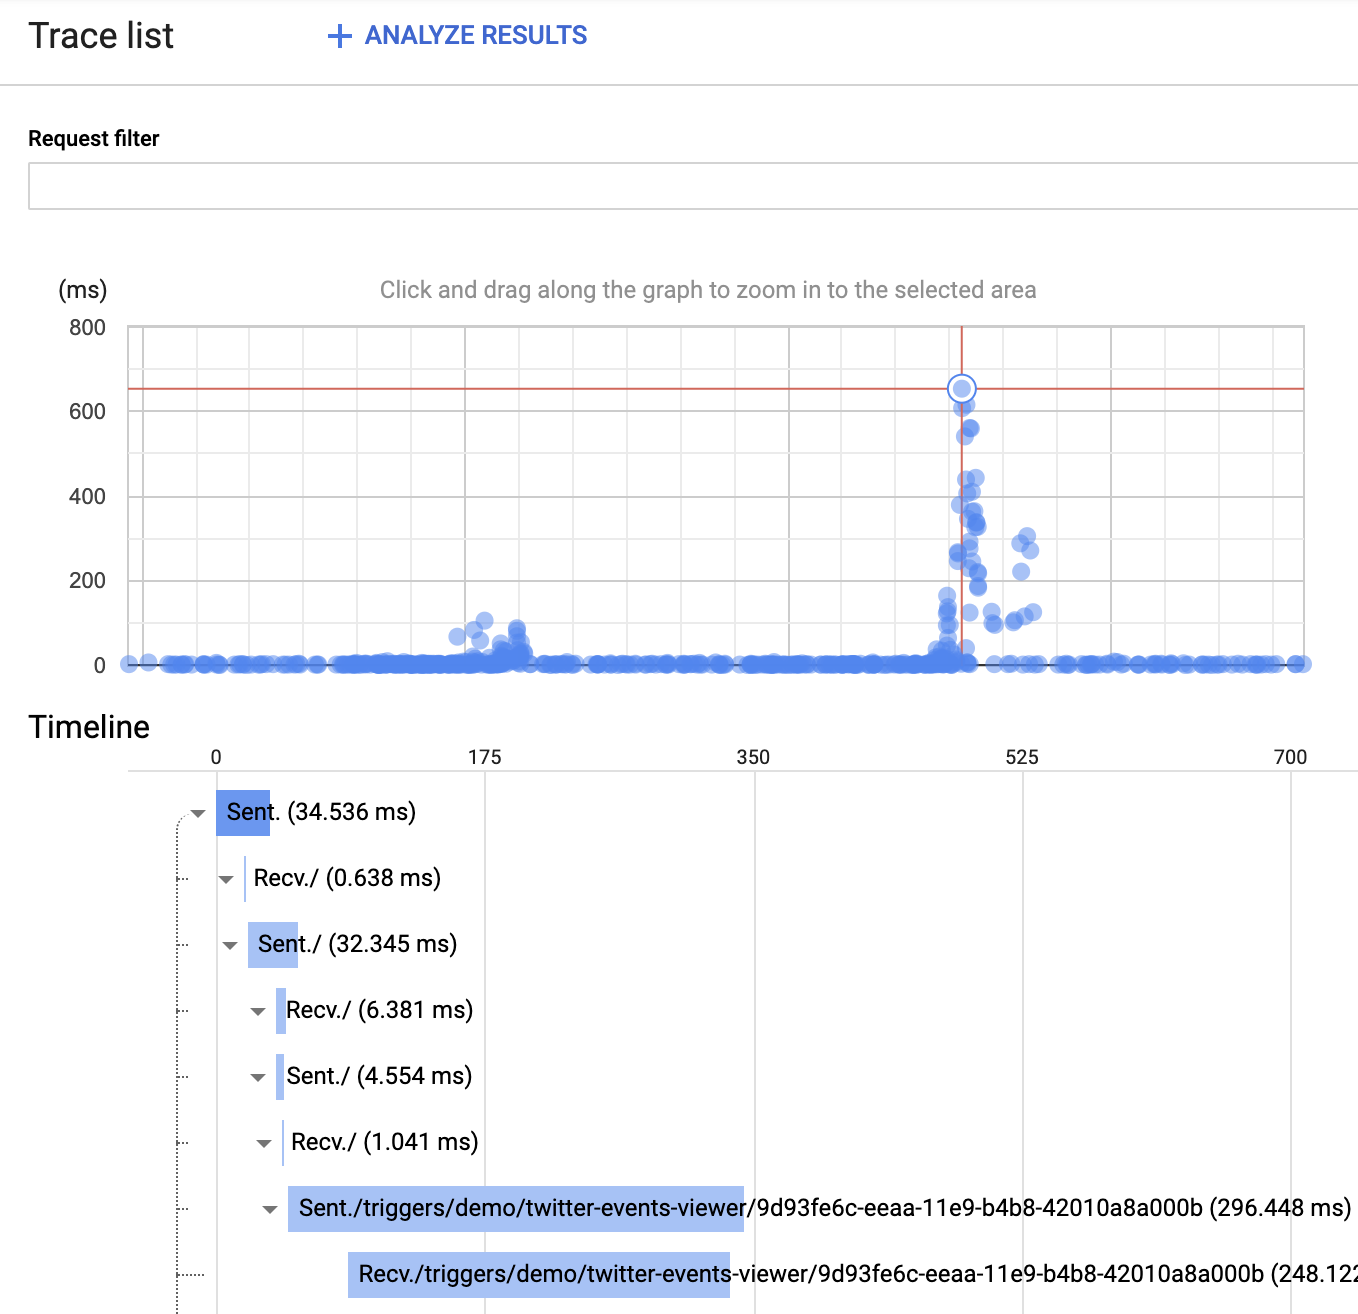 Trace list
+ ANALYZE RESULTS
Request filter
(ms)
Click and drag along the graph to zoom in to the selected area
800
600
400
200
0
Timeline
0 175 350 525 700
Sent. (34.536 ms)
Recv./ (0.638 ms)
Sent./ (32.345 ms)
Recv./ (6.381 ms)
Sent./ (4.554 ms)
Recv./ (1.041 ms)
Sent./triggers/demo/twitter-events-viewer/9d93fe6c-eeaa-11e9-b4b8-42010a8a000b (296.448 ms)
Recv./triggers/demo/twitter-events-viewer/9d93fe6c-eeaa-11e9-b4b8-42010a8a000b (248.122